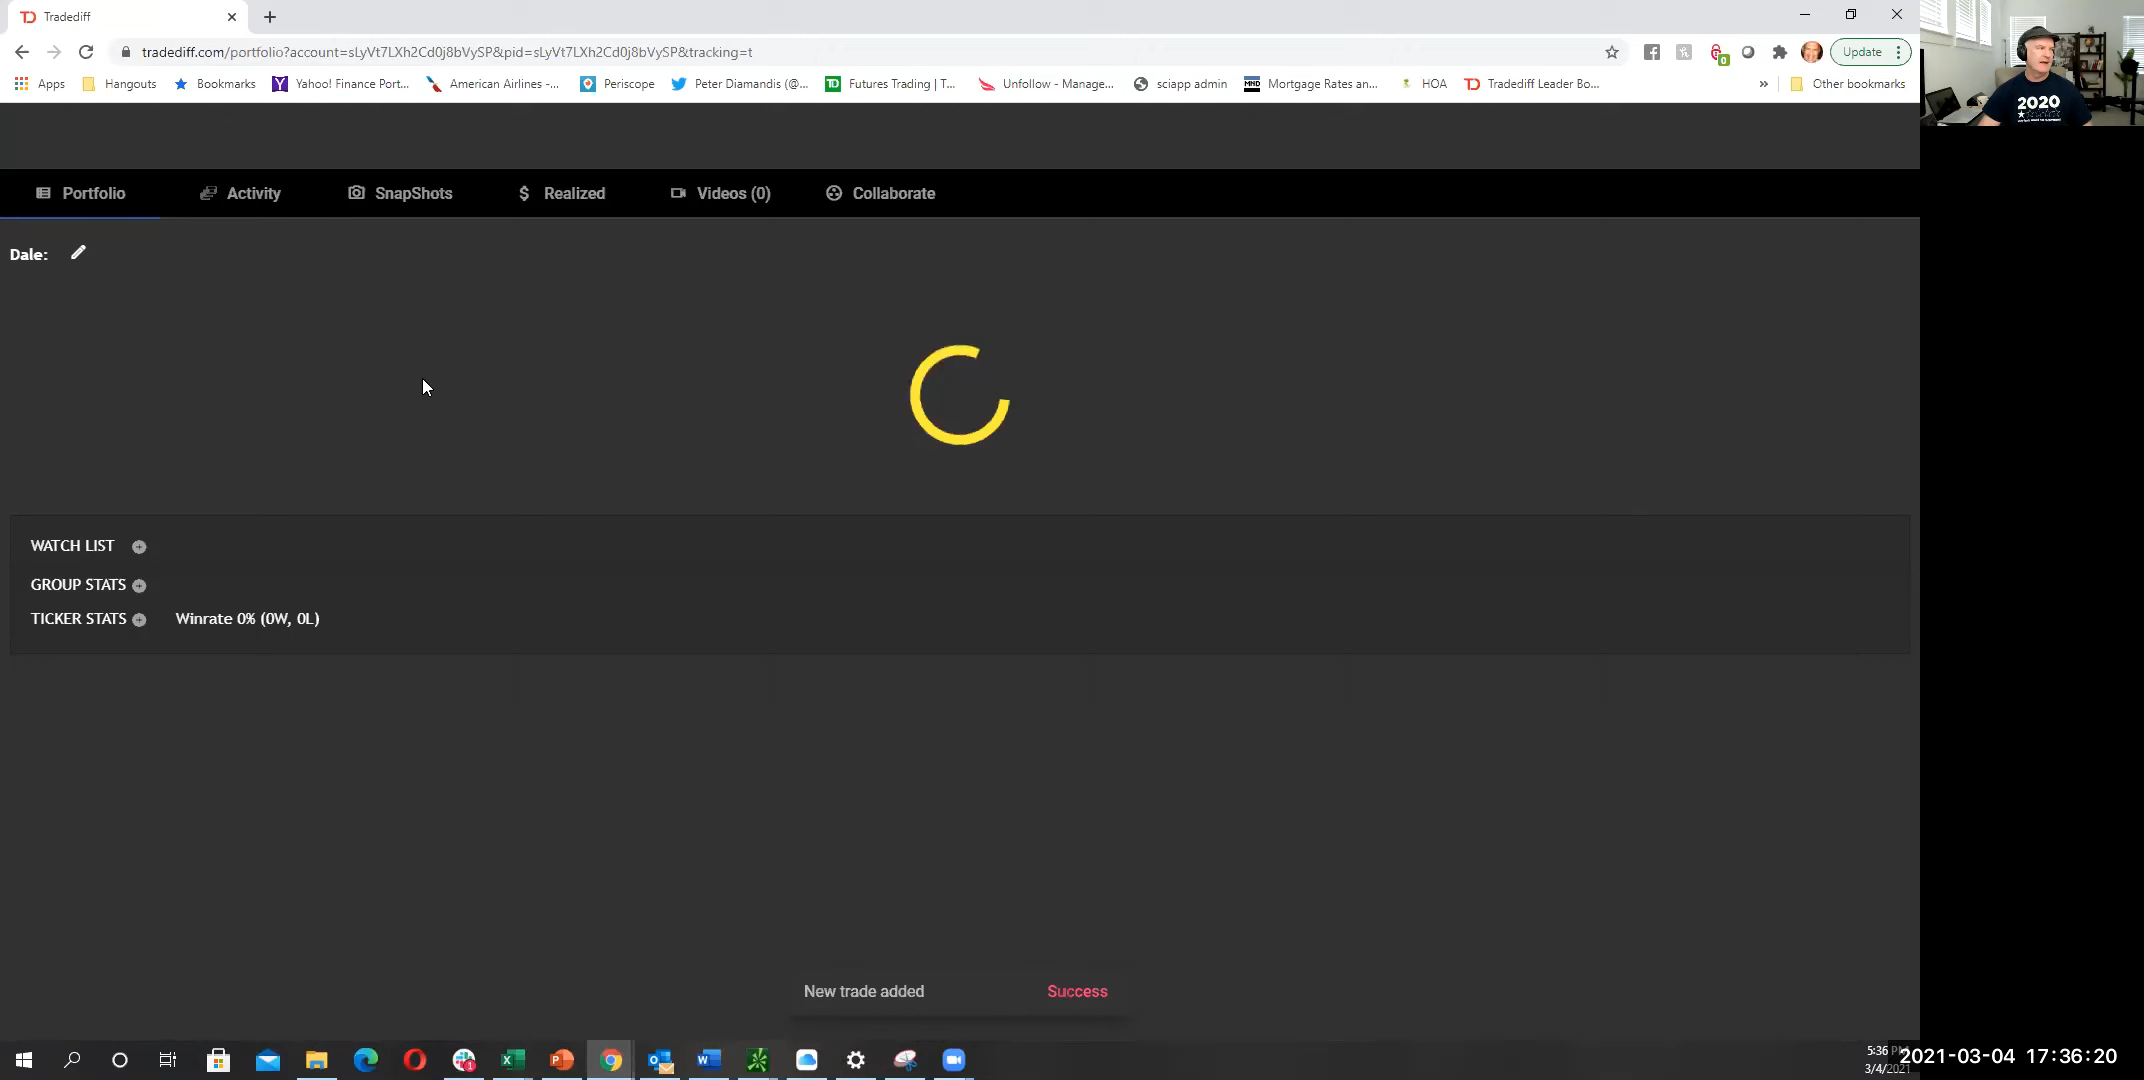 Tradediff
tradediff.com/portfolio?account=sLyVt7LXh2Cd0j8bVySP&pid=sLyVt7LXh2Cd0j8bVySP&tracking=t
0
Update
Apps
Hangouts
Bookmarks
Yahoo! Finance Port...
American Airlines -...
Periscope
Peter Diamandis (@...
Futures Trading | T...
Unfollow - Manage...
sciapp admin
MND
Mortgage Rates an...
HOA
Tradediff Leader Bo...
»
Other bookmarks
2020
Portfolio
Activity
SnapShots
$ Realized
Videos (0)
Collaborate
Dale:
WATCH LIST
GROUP STATS
TICKER STATS Winrate 0% (0W, 0L)
New trade added Success
5:36 PM
3/4/2021
2021-03-04 17:36:20